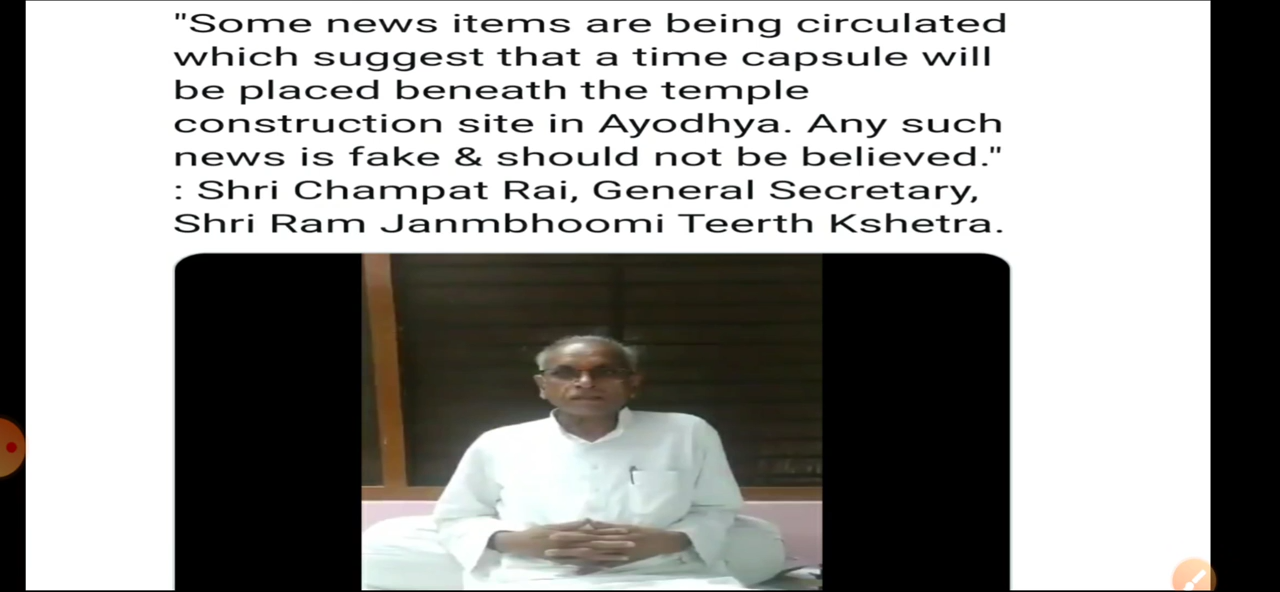 "Some news items are being circulated
which suggest that a time capsule will
be placed beneath the temple
construction site in Ayodhya. Any such
news is fake & should not be believed."
: Shri Champat Rai, General Secretary,
Shri Ram Janmbhoomi Teerth Kshetra.